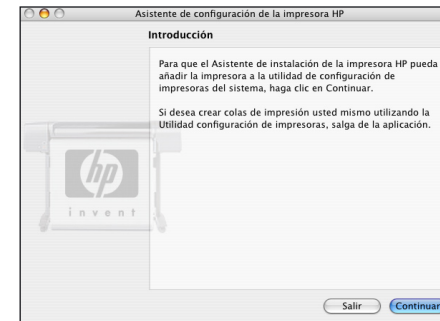 Asistente de configuración de la impresora HP
Introducción
Para que el Asistente de instalación de la impresora HP pueda
añadir la impresora a la utilidad de configuración de
impresoras del sistema, haga clic en Continuar.
Si desea crear colas de impresión usted mismo utilizando la
Utilidad configuración de impresoras, salga de la aplicación.
hp
invent
Salir
Continuar